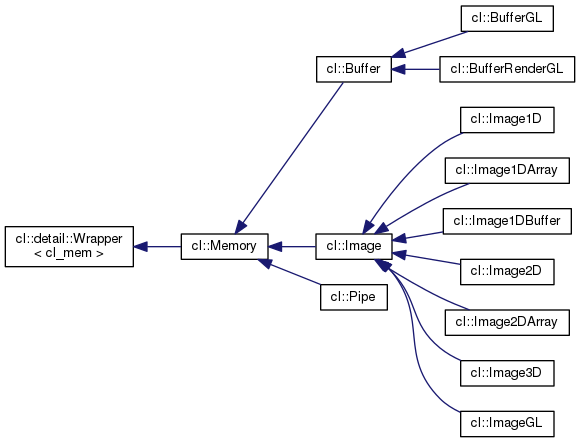 cl::BufferGL
cl::Buffer
cl::BufferRenderGL
cl::Image1D
cl::Image1DArray
cl::Image1DBuffer
cl::detail::Wrapper
< cl_mem >
cl::Memory
cl::Image
cl::Image2D
cl::Pipe
cl::Image2DArray
cl::Image3D
cl::ImageGL